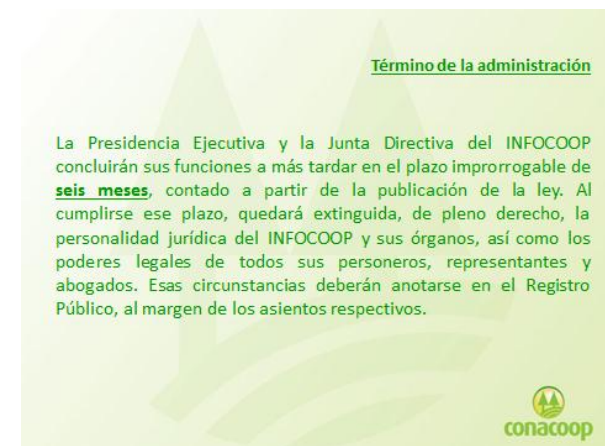 Término de la administración
La Presidencia Ejecutiva y la Junta Directiva del INFOCOOP
concluirán sus funciones a más tardar en el plazo improrrogable de
seis meses, contado a partir de la publicación de la ley. Al
cumplirse ese plazo, quedará extinguida, de pleno derecho, la
personalidad jurídica del INFOCOOP y sus órganos, así como los
poderes legales de todos sus personeros, representantes y
abogados. Esas circunstancias deberán anotarse en el Registro
Público, al margen de los asientos respectivos.
conacoop